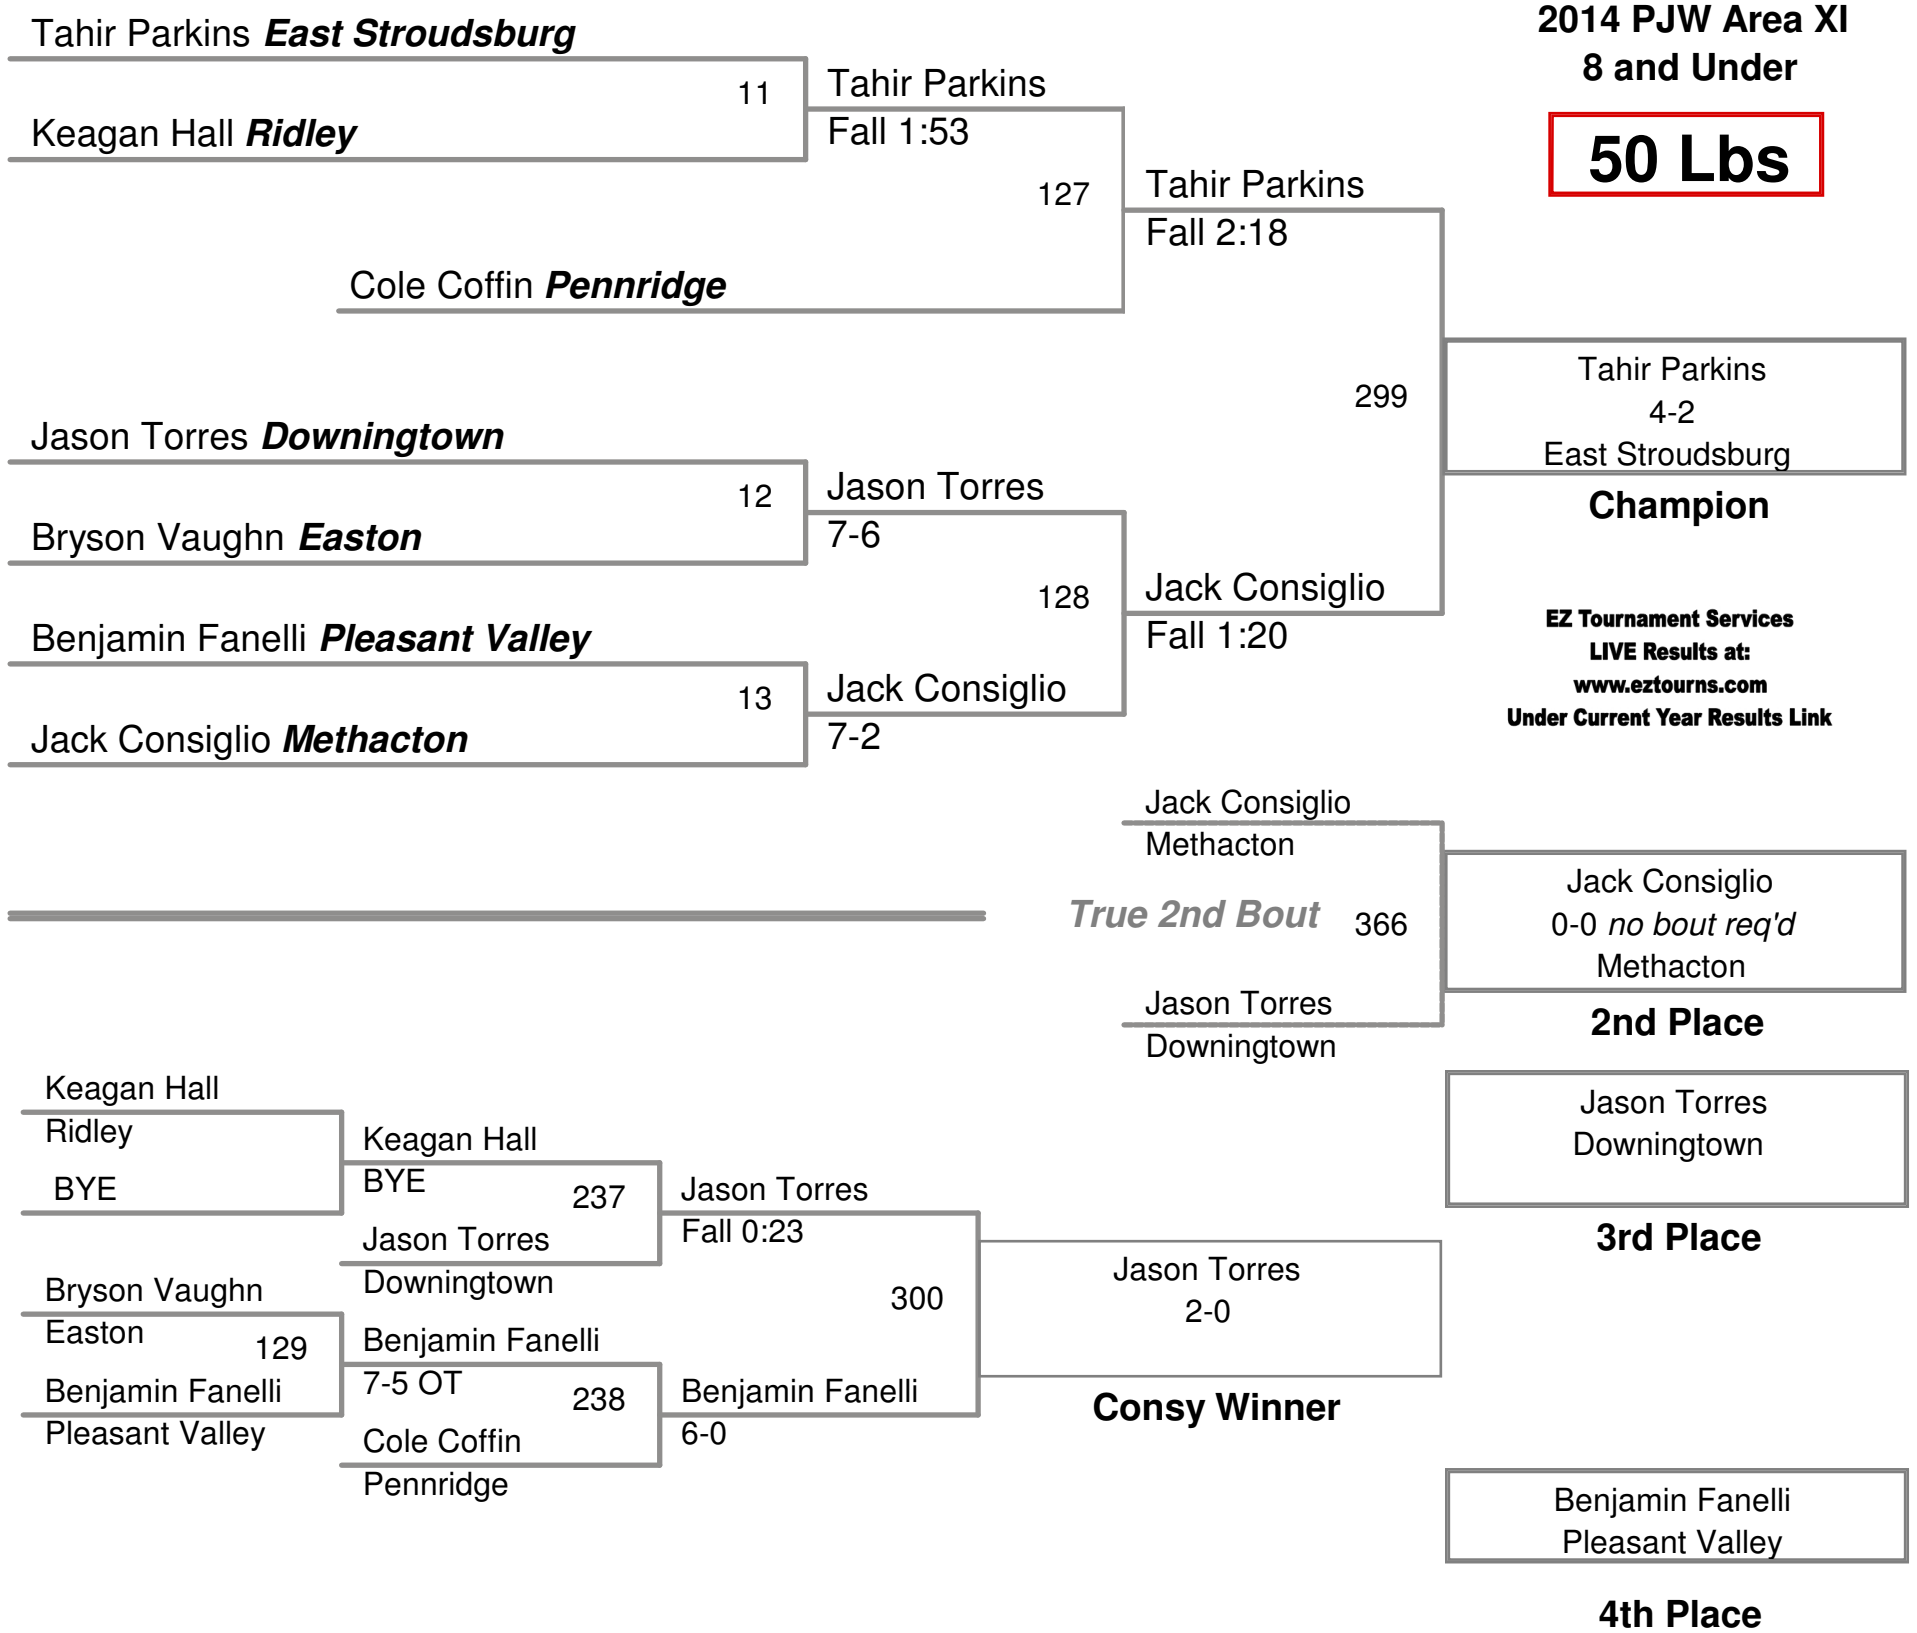 2014 PJW Area XI
8 and Under
50 Lbs
Tahir Parkins East Stroudsburg
11
Keagan Hall Ridley
Tahir Parkins
Fall 1:53
127
Cole Coffin Pennridge
Tahir Parkins
Fall 2:18
299
Jason Torres Downingtown
12
Bryson Vaughn Easton
Jason Torres
7-6
128
Benjamin Fanelli Pleasant Valley
13
Jack Consiglio Methacton
Jack Consiglio
7-2
Jack Consiglio
Fall 1:20
Tahir Parkins
4-2
East Stroudsburg
Champion
EZ Tournament Services
LIVE Results at:
www.eztourns.com
Under Current Year Results Link
Jack Consiglio
Methacton
True 2nd Bout 366
Jason Torres
Downingtown
Jack Consiglio
0-0 no bout req'd
Methacton
2nd Place
Jason Torres
Downingtown
3rd Place
Keagan Hall
Ridley
BYE
Keagan Hall
BYE
237
Jason Torres
Downingtown
Jason Torres
Fall 0:23
300
Bryson Vaughn
Easton
129
Benjamin Fanelli
Pleasant Valley
Benjamin Fanelli
7-5 OT
238
Cole Coffin
Pennridge
Benjamin Fanelli
6-0
Jason Torres
2-0
Consy Winner
Benjamin Fanelli
Pleasant Valley
4th Place